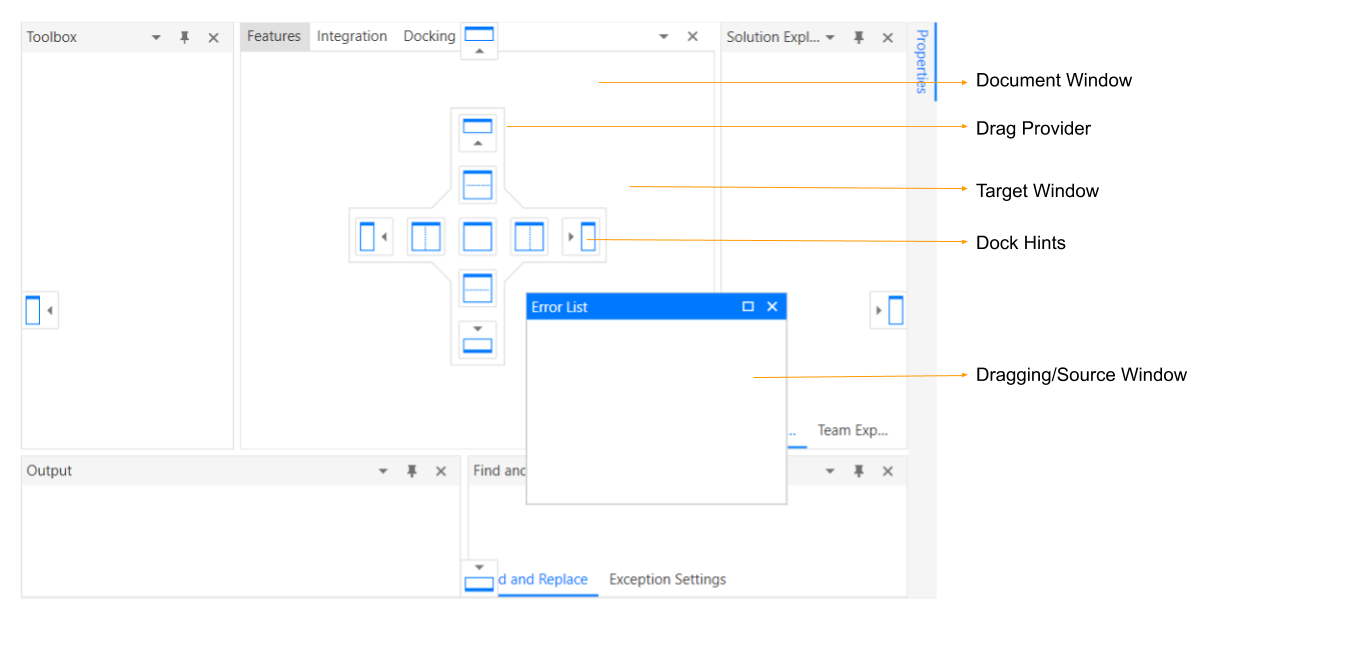 Toolbox
Features Integration Docking
Solution Expl...
Properties
Document Window
Drag Provider
Target Window
Dock Hints
Error List
Dragging/Source Window
... Team Exp...
Output
Find and
d and Replace Exception Settings